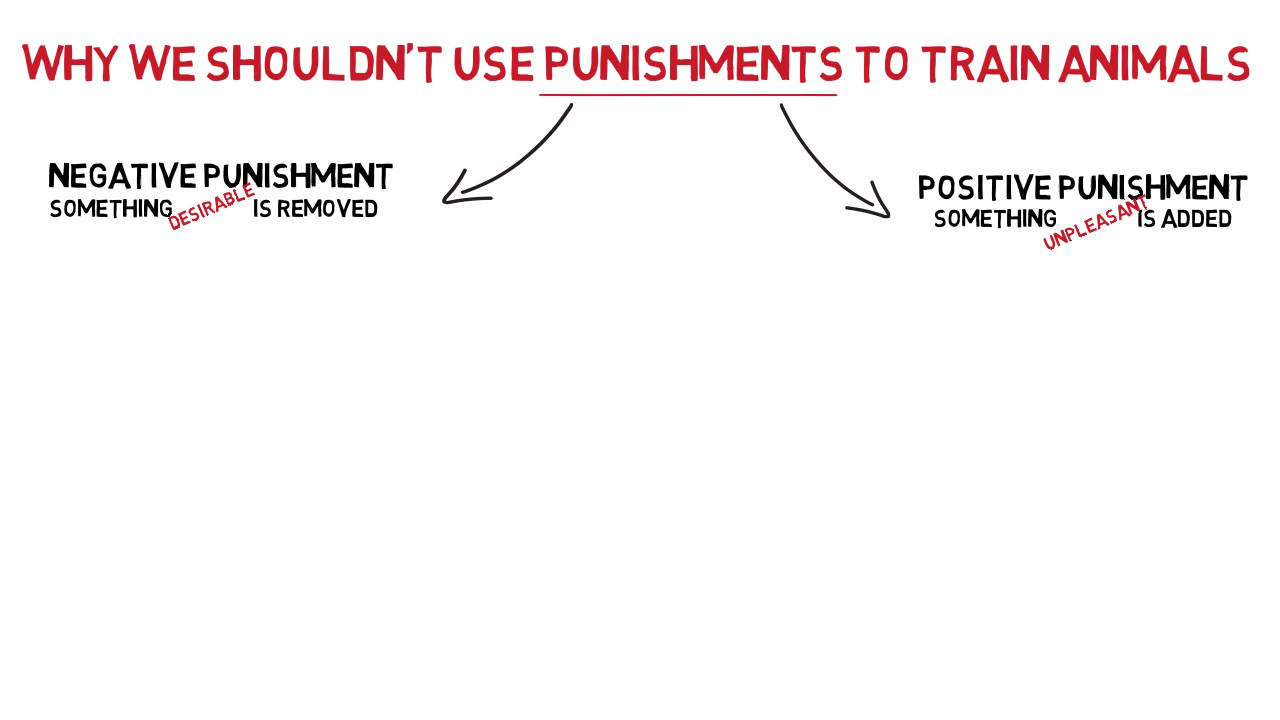 WHY WE SHOULDN'T USE PUNISHMENTS TO TRAIN ANIMALS
NEGATIVE PUNISHMENT
SOMETHING DESIRABLE IS REMOVED
POSITIVE PUNISHMENT
SOMETHING UNPLEASANT IS ADDED